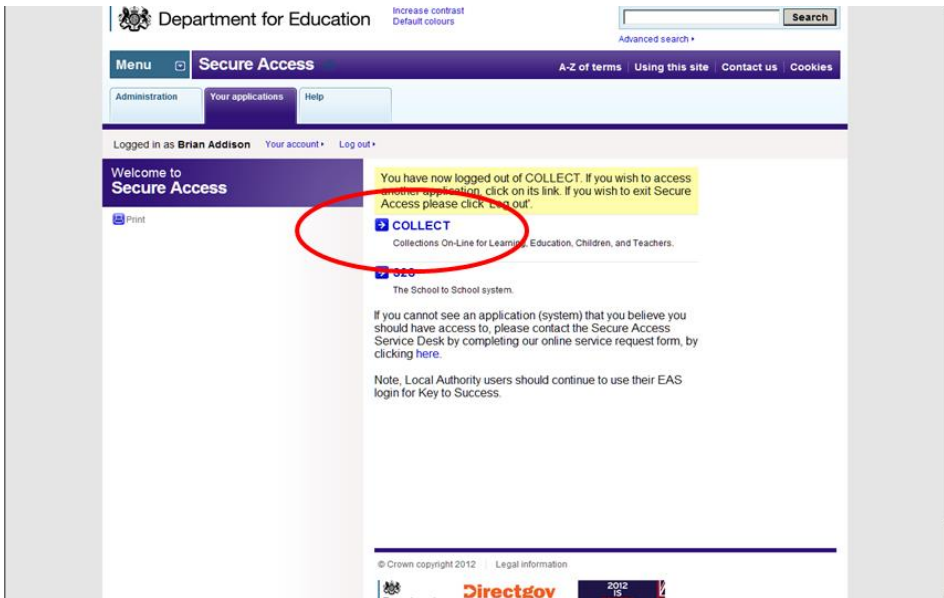 Department for Education
Increase contrast
Default colours
Search
Advanced search
Menu
Secure Access
A-Z of terms
Using this site
Contact us
Cookies
Administration
Your applications
Help
Logged in as Brian Addison
Your account
Log out
Welcome to
Secure Access
Print
You have now logged out of COLLECT. If you wish to access
another application, click on its link. If you wish to exit Secure
Access please click 'Log out'.
COLLECT
Collections On-Line for Learning, Education, Children, and Teachers.
The School to School system.
If you cannot see an application (system) that you believe you
should have access to, please contact the Secure Access
Service Desk by completing our online service request form, by
clicking here.
Note, Local Authority users should continue to use their EAS
login for Key to Success.
© Crown copyright 2012
Legal information
Directgov
2012
IS